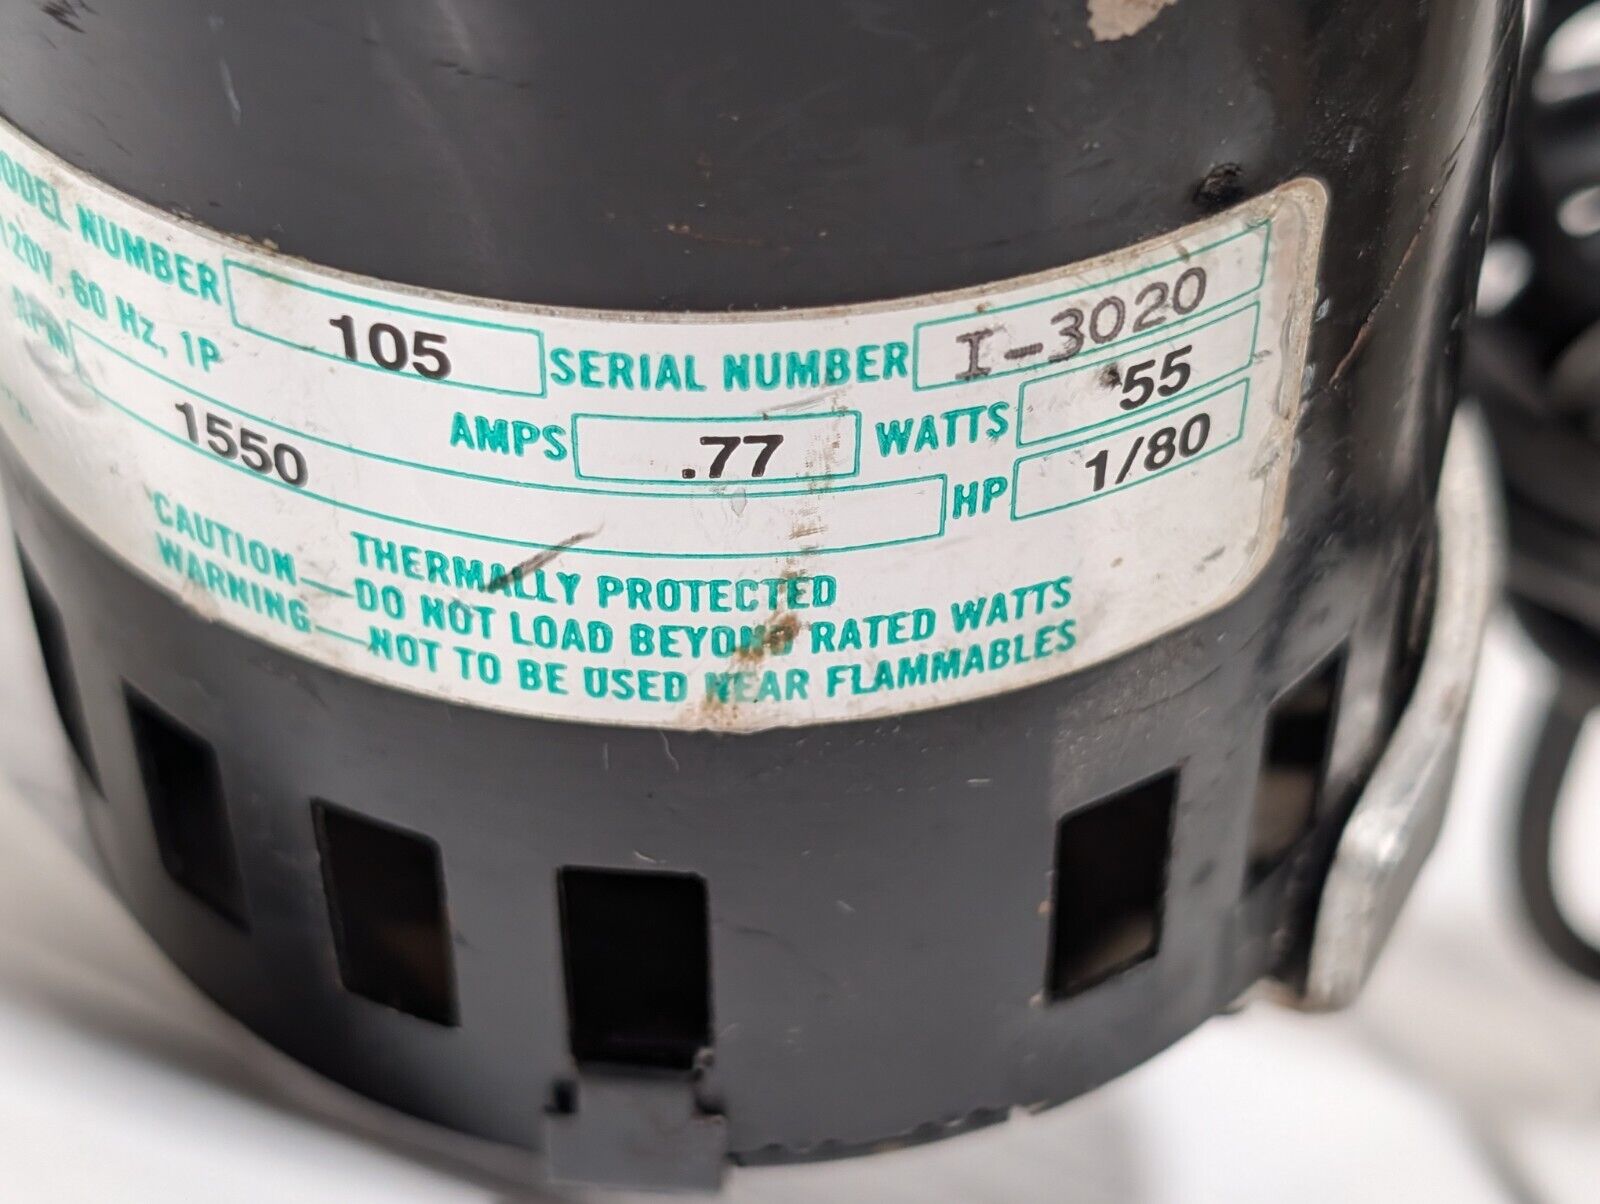 MODEL NUMBER 105 SERIAL NUMBER I-3020
120V, 60 Hz, 1P AMPS .77 WATTS 55
RPM 1550 HP 1/80
THERMALLY PROTECTED
CAUTION—DO NOT LOAD BEYOND RATED WATTS
WARNING—NOT TO BE USED NEAR FLAMMABLES